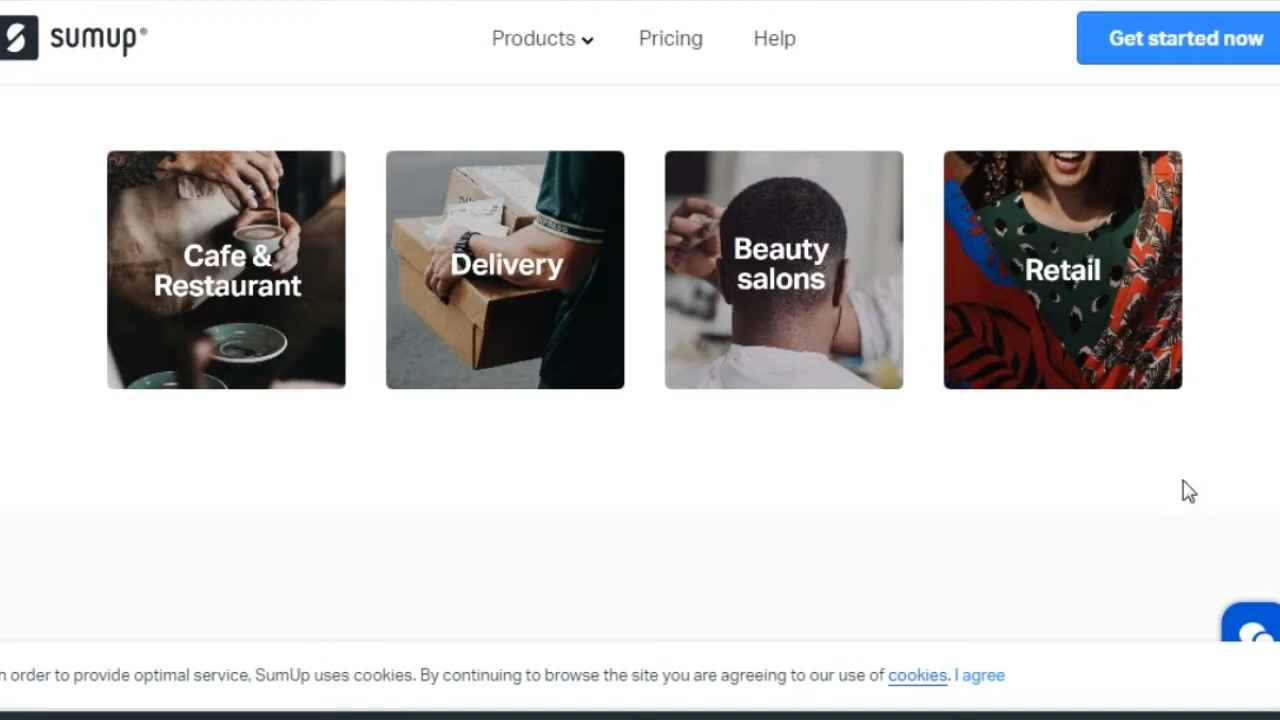 sumup®
Products
Pricing
Help
Get started now
Cafe &
Restaurant
Delivery
Beauty
salons
Retail
order to provide optimal service, SumUp uses cookies. By continuing to browse the site you are agreeing to our use of cookies. I agree